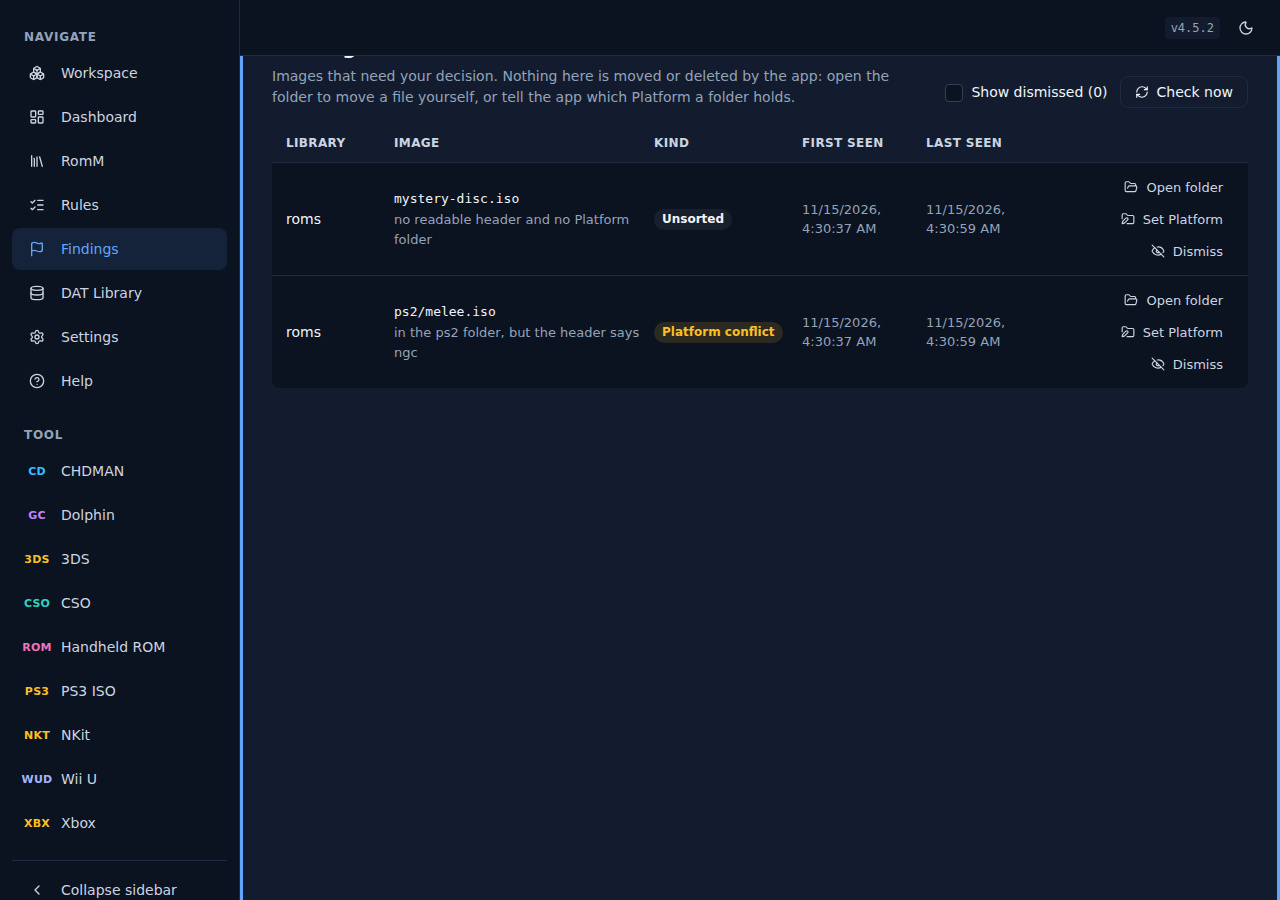 NAVIGATE
Workspace
Dashboard
RomM
Rules
Findings
DAT Library
Settings
Help
TOOL
CD CHDMAN
GC Dolphin
3DS 3DS
CSO CSO
ROM Handheld ROM
PS3 PS3 ISO
NKT NKit
WUD Wii U
XBX Xbox
Collapse sidebar
v4.5.2
Images that need your decision. Nothing here is moved or deleted by the app: open the
folder to move a file yourself, or tell the app which Platform a folder holds.
Show dismissed (0)
Check now
LIBRARY IMAGE KIND FIRST SEEN LAST SEEN
roms
mystery-disc.iso
no readable header and no Platform
folder
Unsorted
11/15/2026,
4:30:37 AM
11/15/2026,
4:30:59 AM
Open folder
Set Platform
Dismiss
roms
ps2/melee.iso
in the ps2 folder, but the header says
ngc
Platform conflict
11/15/2026,
4:30:37 AM
11/15/2026,
4:30:59 AM
Open folder
Set Platform
Dismiss